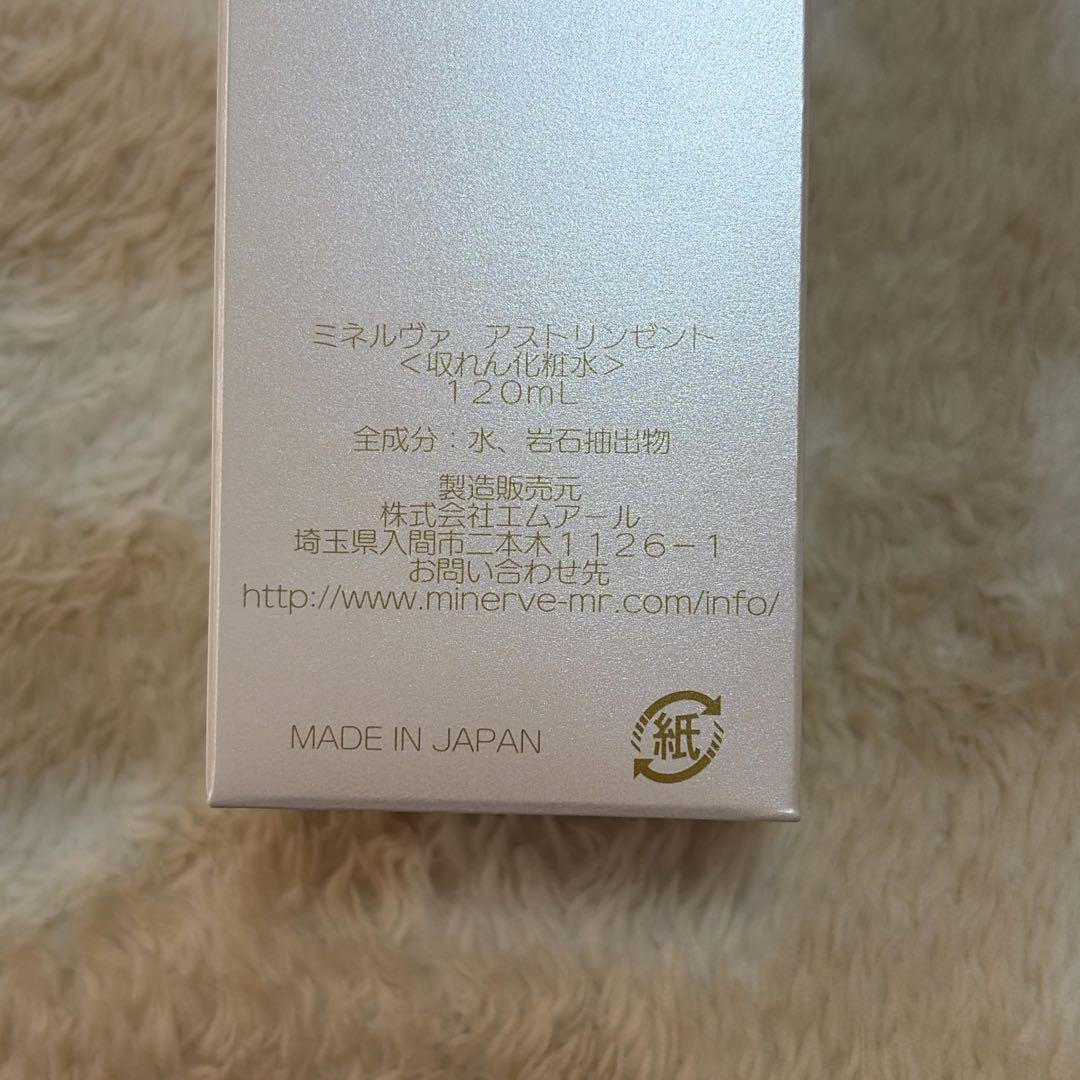 ミネルヴァ　アストリンゼント
＜収れん化粧水＞
１２０ｍＬ
全成分：水、岩石抽出物
製造販売元
株式会社エムアール
埼玉県入間市二本木１１２６－１
お問い合わせ先
http://www.minerve-mr.com/info/
MADE IN JAPAN
紙